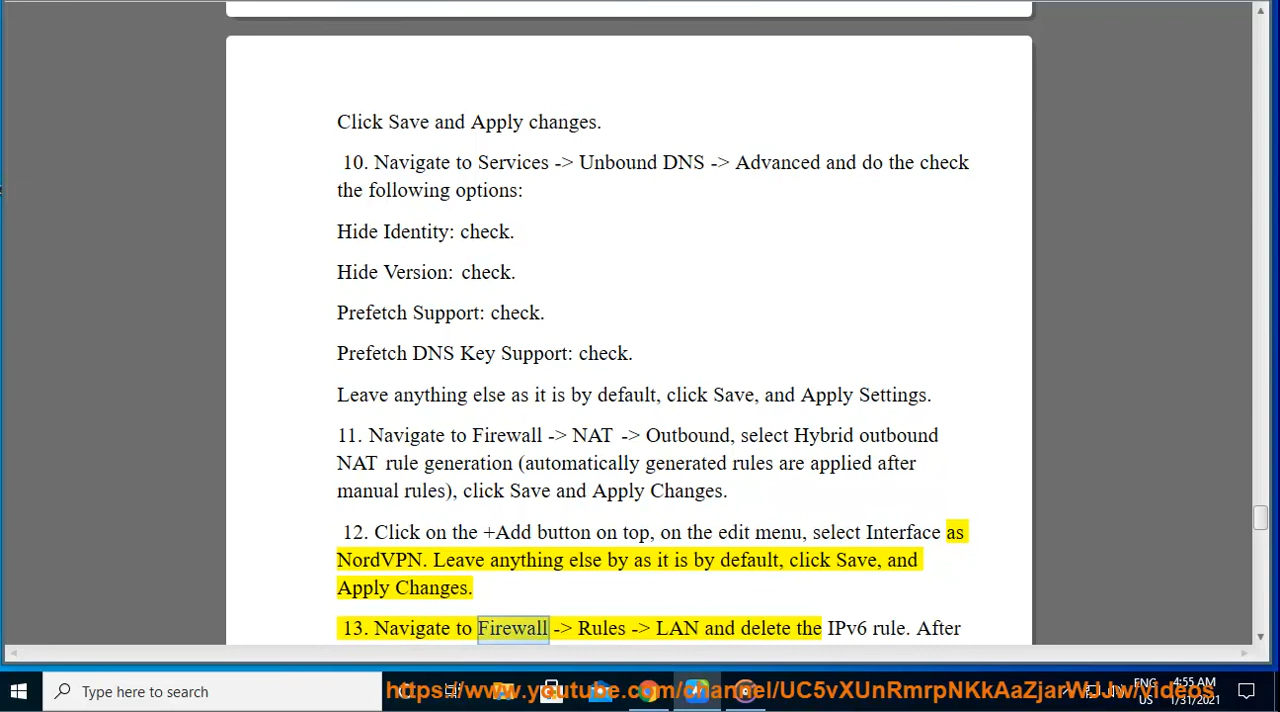 Click Save and Apply changes.
10. Navigate to Services -> Unbound DNS -> Advanced and do the check
the following options:
Hide Identity: check.
Hide Version: check.
Prefetch Support: check.
Prefetch DNS Key Support: check.
Leave anything else as it is by default, click Save, and Apply Settings.
11. Navigate to Firewall -> NAT -> Outbound, select Hybrid outbound
NAT rule generation (automatically generated rules are applied after
manual rules), click Save and Apply Changes.
12. Click on the +Add button on top, on the edit menu, select Interface as
NordVPN. Leave anything else by as it is by default, click Save, and
Apply Changes.
13. Navigate to Firewall -> Rules -> LAN and delete the IPv6 rule. After
Type here to search
https://www.youtube.com/channel/UC5vXUnRmrpNKkAaZjarWJJw/videos
ENG
US
4:55 AM
1/31/2021